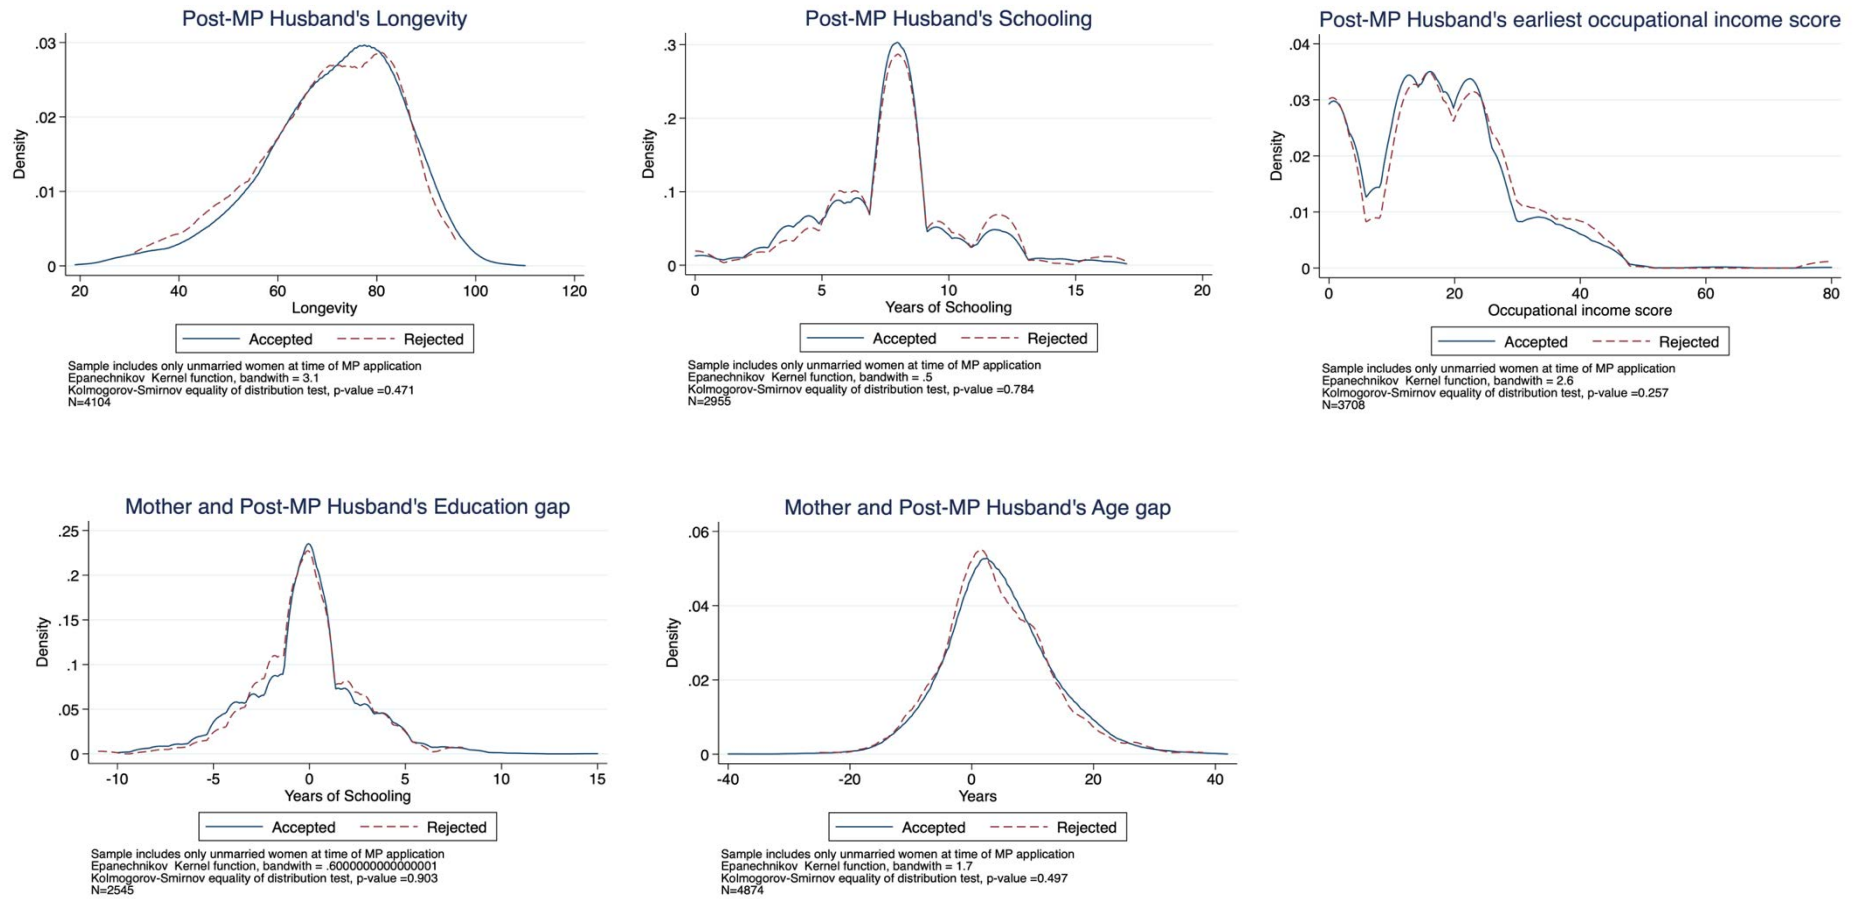 Post-MP Husband's Longevity
.03
.02
.01
0
Density
20 40 60 80 100 120
Longevity
Accepted Rejected
Sample includes only unmarried women at time of MP application
Epanechnikov Kernel function, bandwith = 3.1
Kolmogorov-Smirnov equality of distribution test, p-value =0.471
N=4104
Post-MP Husband's Schooling
.3
.2
.1
0
Density
0 5 10 15 20
Years of Schooling
Accepted Rejected
Sample includes only unmarried women at time of MP application
Epanechnikov Kernel function, bandwith = .5
Kolmogorov-Smirnov equality of distribution test, p-value =0.784
N=2955
Post-MP Husband's earliest occupational income score
.04
.03
.02
.01
0
Density
0 20 40 60 80
Occupational income score
Accepted Rejected
Sample includes only unmarried women at time of MP application
Epanechnikov Kernel function, bandwith = 2.6
Kolmogorov-Smirnov equality of distribution test, p-value =0.257
N=3708
Mother and Post-MP Husband's Education gap
.25
.2
.15
.1
.05
0
Density
-10 -5 0 5 10 15
Years of Schooling
Accepted Rejected
Sample includes only unmarried women at time of MP application
Epanechnikov Kernel function, bandwith = .6000000000000001
Kolmogorov-Smirnov equality of distribution test, p-value =0.903
N=2545
Mother and Post-MP Husband's Age gap
.06
.04
.02
0
Density
-40 -20 0 20 40
Years
Accepted Rejected
Sample includes only unmarried women at time of MP application
Epanechnikov Kernel function, bandwith = 1.7
Kolmogorov-Smirnov equality of distribution test, p-value =0.497
N=4874